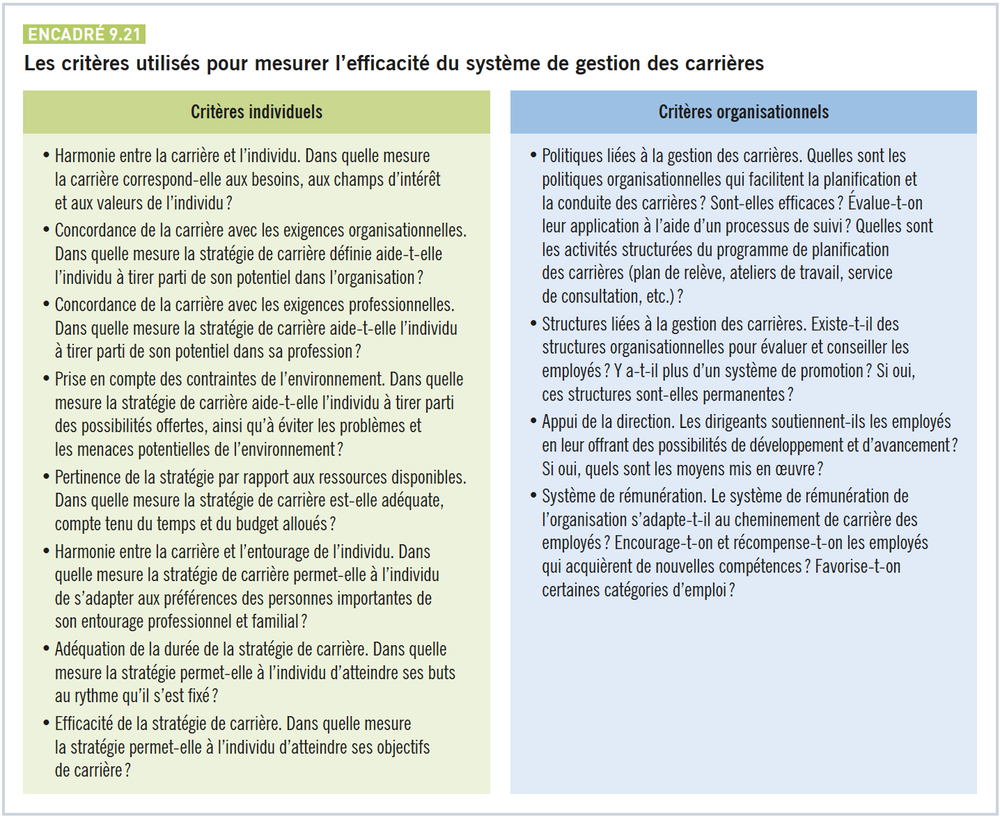 ENCADRÉ 9.21
Les critères utilisés pour mesurer l’efficacité du système de gestion des carrières
Critères individuels
• Harmonie entre la carrière et l’individu. Dans quelle mesure
la carrière correspond-elle aux besoins, aux champs d’intérêt
et aux valeurs de l’individu ?
• Concordance de la carrière avec les exigences organisationnelles.
Dans quelle mesure la stratégie de carrière définie aide-t-elle
l’individu à tirer parti de son potentiel dans l’organisation ?
• Concordance de la carrière avec les exigences professionnelles.
Dans quelle mesure la stratégie de carrière aide-t-elle l’individu
à tirer parti de son potentiel dans sa profession ?
• Prise en compte des contraintes de l’environnement. Dans quelle
mesure la stratégie de carrière aide-t-elle l’individu à tirer parti
des possibilités offertes, ainsi qu’à éviter les problèmes et
les menaces potentielles de l’environnement ?
• Pertinence de la stratégie par rapport aux ressources disponibles.
Dans quelle mesure la stratégie de carrière est-elle adéquate,
compte tenu du temps et du budget alloués ?
• Harmonie entre la carrière et l’entourage de l’individu. Dans
quelle mesure la stratégie de carrière permet-elle à l’individu
de s’adapter aux préférences des personnes importantes de
son entourage professionnel et familial ?
• Adéquation de la durée de la stratégie de carrière. Dans quelle
mesure la stratégie permet-elle à l’individu d’atteindre ses buts
au rythme qu’il s’est fixé ?
• Efficacité de la stratégie de carrière. Dans quelle mesure
la stratégie permet-elle à l’individu d’atteindre ses objectifs
de carrière ?
Critères organisationnels
• Politiques liées à la gestion des carrières. Quelles sont les
politiques organisationnelles qui facilitent la planification et
la conduite des carrières ? Sont-elles efficaces ? Évalue-t-on
leur application à l’aide d’un processus de suivi ? Quelles sont
les activités structurées du programme de planification
des carrières (plan de relève, ateliers de travail, service
de consultation, etc.) ?
• Structures liées à la gestion des carrières. Existe-t-il des
structures organisationnelles pour évaluer et conseiller les
employés ? Y a-t-il plus d’un système de promotion ? Si oui,
ces structures sont-elles permanentes ?
• Appui de la direction. Les dirigeants soutiennent-ils les employés
en leur offrant des possibilités de développement et d’avancement ?
Si oui, quels sont les moyens mis en œuvre ?
• Système de rémunération. Le système de rémunération de
l’organisation s’adapte-t-il au cheminement de carrière des
employés ? Encourage-t-on et récompense-t-on les employés
qui acquièrent de nouvelles compétences ? Favorise-t-on
certaines catégories d’emploi ?